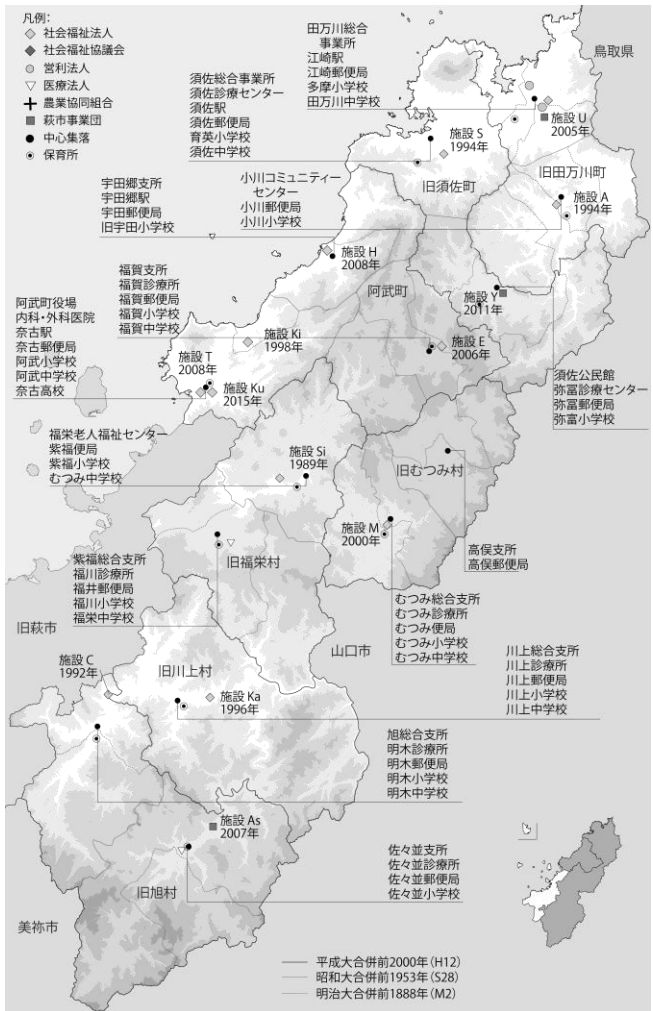 凡例:
社会福祉法人
社会福祉協議会
営利法人
医療法人
農業協同組合
萩市事業団
中心集落
保育所
田万川総合
事業所
江崎駅
江崎郵便局
多摩小学校
田万川中学校
鳥取県
須佐総合事業所
須佐診療センター
須佐駅
須佐郵便局
育英小学校
須佐中学校
施設 U
2005年
施設 S
1994年
旧須佐町
旧田万川町
小川コミュニティー
センター
小川郵便局
小川小学校
施設 A
1994年
宇田郷支所
宇田郷駅
宇田郵便局
旧宇田小学校
施設 H
2008年
福賀支所
福賀診療所
福賀郵便局
福賀小学校
福賀中学校
阿武町
施設 Y
2011年
阿武町役場
内科・外科医院
奈古駅
奈古郵便局
阿武小学校
阿武中学校
奈古高校
施設 Ki
1998年
施設 E
2006年
施設 T
2008年
施設 Ku
2015年
須佐公民館
弥富診療センター
弥富郵便局
弥富小学校
福栄老人福祉センター
紫福便局
紫福小学校
むつみ中学校
施設 Si
1989年
旧むつみ村
施設 M
2000年
高俣支所
高俣郵便局
紫福総合支所
福川診療所
福井郵便局
福川小学校
福栄中学校
旧福栄村
旧萩市
山口市
むつみ総合支所
むつみ診療所
むつみ便局
むつみ小学校
むつみ中学校
施設 C
1992年
旧川上村
施設 Ka
1996年
川上総合支所
川上診療所
川上郵便局
川上小学校
川上中学校
旭総合支所
明木診療所
明木郵便局
明木小学校
明木中学校
施設 As
2007年
佐々並支所
佐々並診療所
佐々並郵便局
佐々並小学校
旧旭村
美祢市
平成大合併前2000年(H12)
昭和大合併前1953年(S28)
明治大合併前1888年(M2)